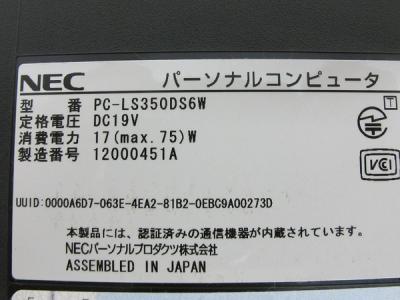 NEC パーソナルコンピュータ
型 番 PC-LS350DS6W
定格電圧 DC19V
消費電力 17(max.75)W
製造番号 12000451A
T
VCI
UUID:0000A6D7-063E-4EA2-81B2-0EBC9A00273D
本製品には、認証済みの通信機器が内蔵されています。
NECパーソナルプロダクツ株式会社
ASSEMBLED IN JAPAN